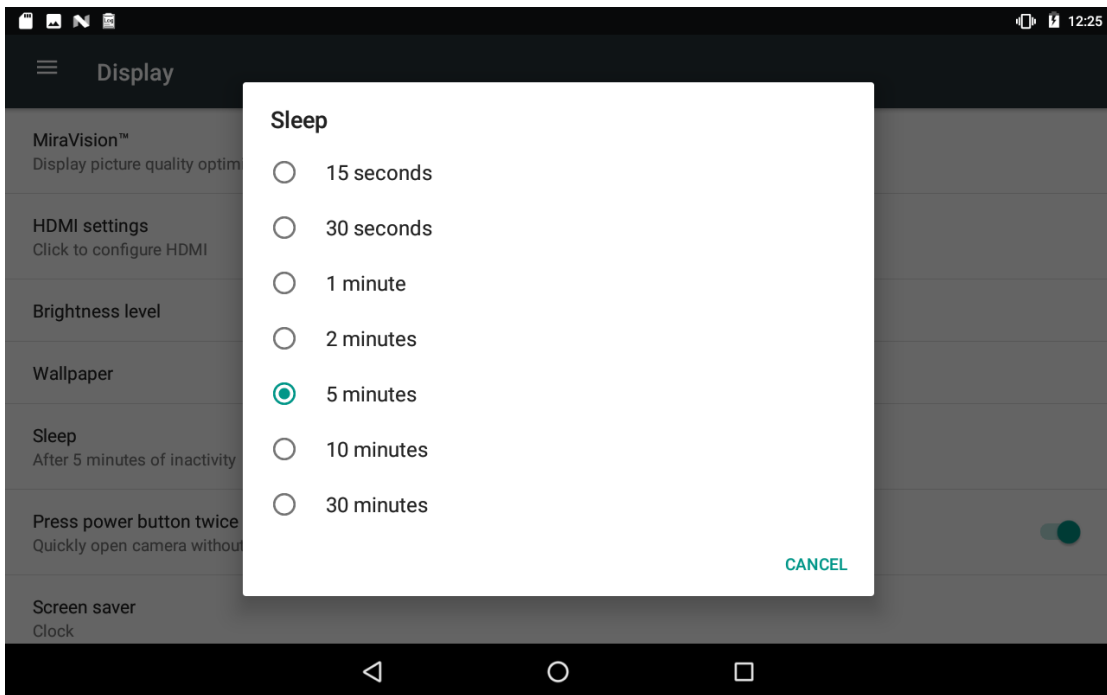 12:25
Display
Sleep
15 seconds
30 seconds
1 minute
2 minutes
5 minutes
10 minutes
30 minutes
CANCEL
MiraVision™
Display picture quality optim
HDMI settings
Click to configure HDMI
Brightness level
Wallpaper
Sleep
After 5 minutes of inactivity
Press power button twice
Quickly open camera without
Screen saver
Clock